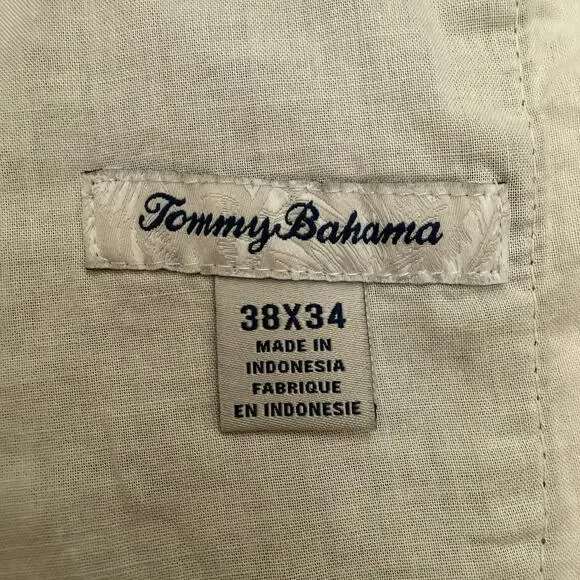 Tommy Bahama
38X34
MADE IN
INDONESIA
FABRIQUE
EN INDONESIE